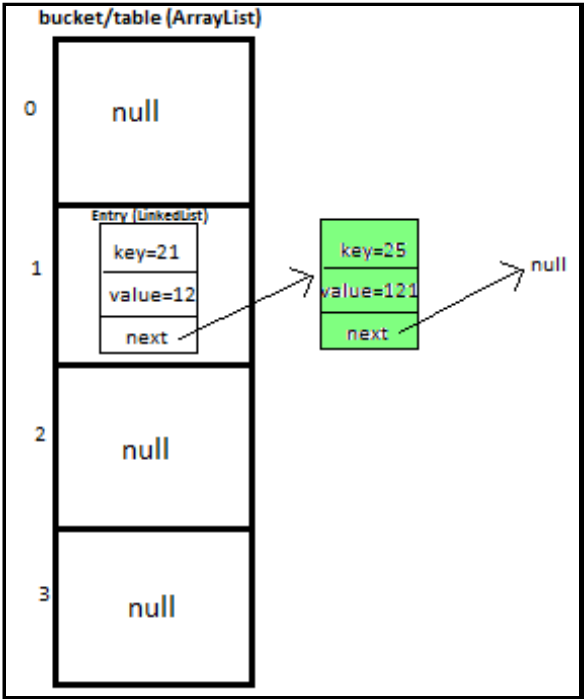 bucket/table (ArrayList)
0
null
Entry (LinkedList)
1
key=21
value=12
next
key=25
value=121
next
null
2
null
3
null